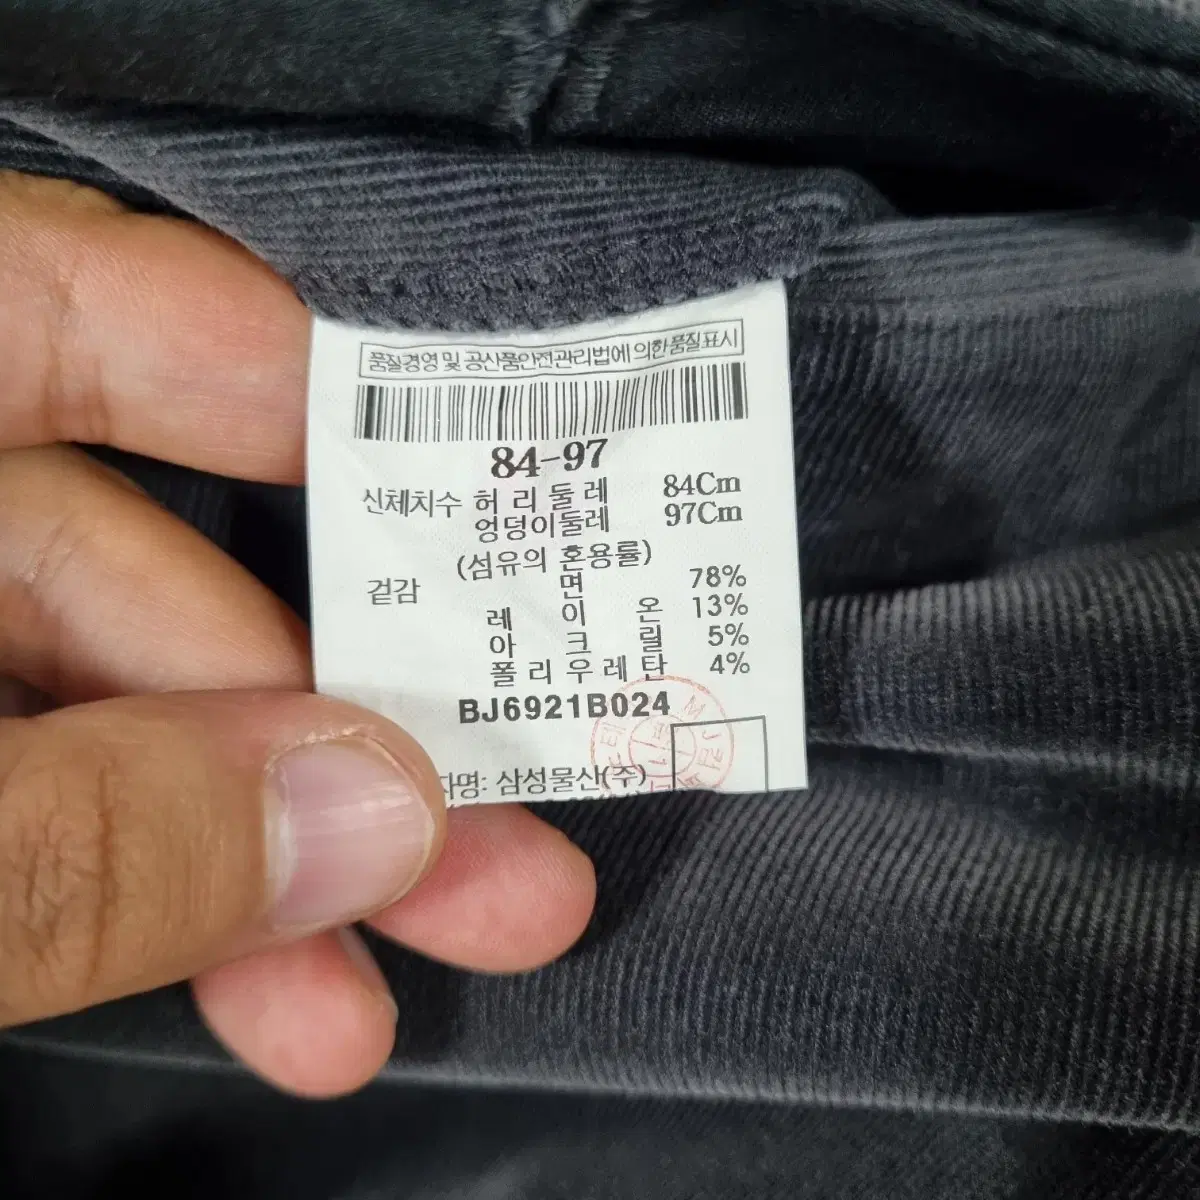 품질경영 및 공산품안전관리법에 의한 품질표시
84-97
신체치수 허 리 둘 레 84Cm
엉덩이둘레 97Cm
(섬유의 혼용률)
겉감 면 78%
레 이 온 13%
아 크 릴 5%
폴 리 우 레 탄 4%
BJ6921B024
자명: 삼성물산(주)